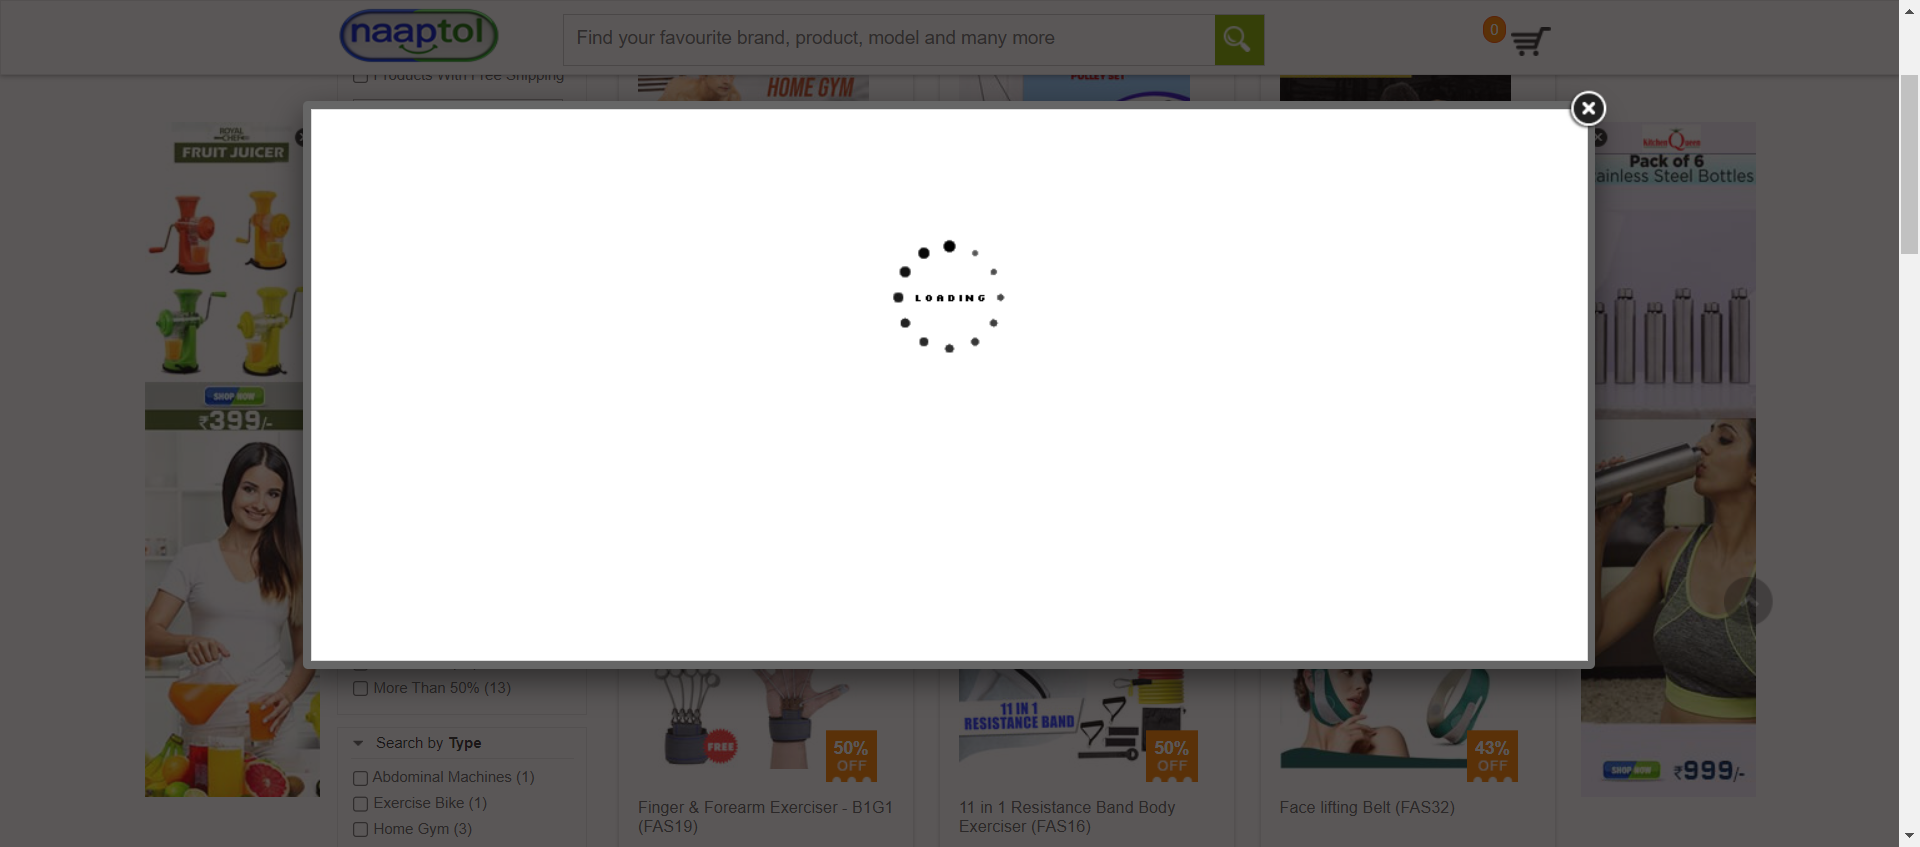 naaptol
Find your favourite brand, product, model and many more
0
Products With Free Shipping
HOME GYM
PULLEY SET
ROYAL
CHEF
FRUIT JUICER
SHOP NOW
₹399/-
Kitchen Queen
Pack of 6
ainless Steel Bottles
SHOP NOW
₹999/-
LOADING
More Than 50% (13)
Search by Type
Abdominal Machines (1)
Exercise Bike (1)
Home Gym (3)
FREE
50%
OFF
Finger & Forearm Exerciser - B1G1
(FAS19)
11 IN 1
RESISTANCE BAND
50%
OFF
11 in 1 Resistance Band Body
Exerciser (FAS16)
43%
OFF
Face lifting Belt (FAS32)